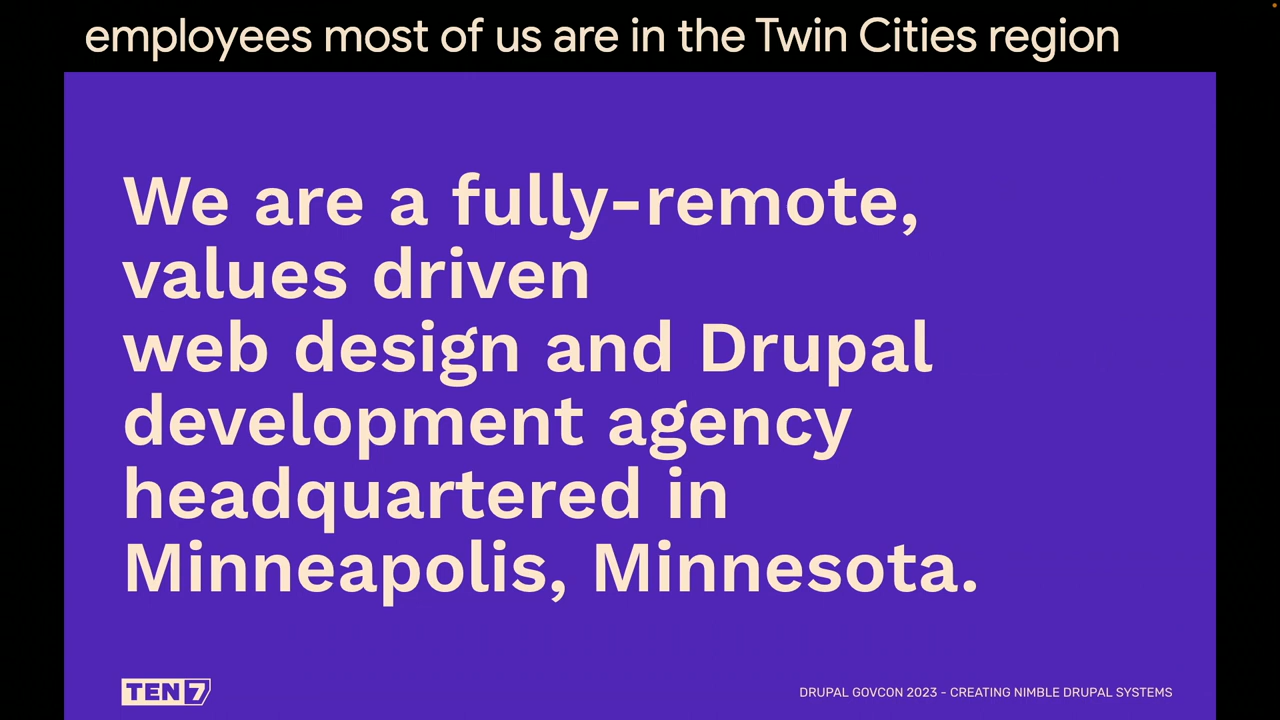 employees most of us are in the Twin Cities region
We are a fully-remote,
values driven
web design and Drupal
development agency
headquartered in
Minneapolis, Minnesota.
TEN7
DRUPAL GOVCON 2023 - CREATING NIMBLE DRUPAL SYSTEMS